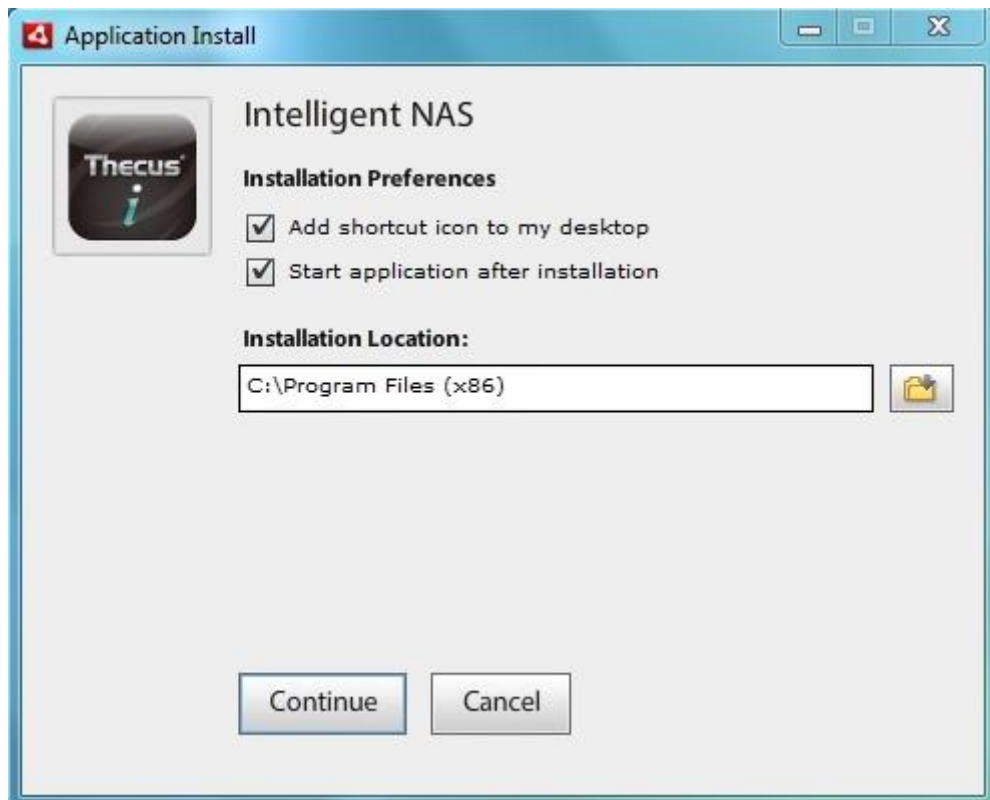 Application Install
Thecus®
i
Intelligent NAS
Installation Preferences
Add shortcut icon to my desktop
Start application after installation
Installation Location:
C:\Program Files (x86)
Continue
Cancel